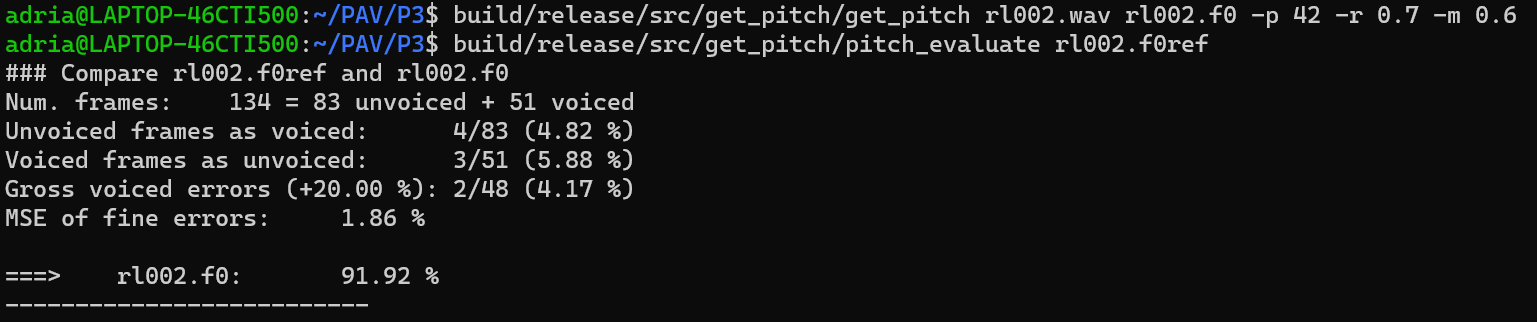 adria@LAPTOP-46CTI500:~/PAV/P3$ build/release/src/get_pitch/get_pitch rl002.wav rl002.f0 -p 42 -r 0.7 -m 0.6
adria@LAPTOP-46CTI500:~/PAV/P3$ build/release/src/get_pitch/pitch_evaluate rl002.f0ref
### Compare rl002.f0ref and rl002.f0
Num. frames:    134 = 83 unvoiced + 51 voiced
Unvoiced frames as voiced:      4/83 (4.82 %)
Voiced frames as unvoiced:      3/51 (5.88 %)
Gross voiced errors (+20.00 %): 2/48 (4.17 %)
MSE of fine errors:     1.86 %
===>    rl002.f0:       91.92 %
--------------------------